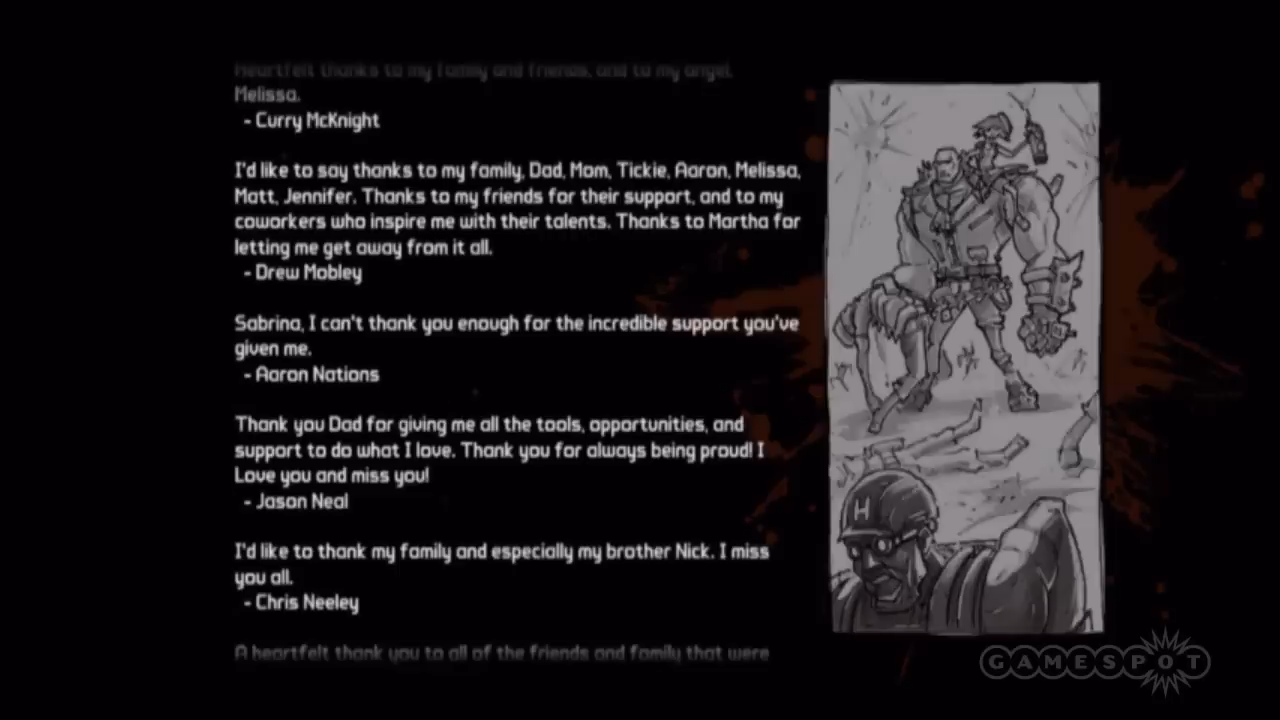 Heartfelt thanks to my family and friends, and to my angel,
Melissa.
- Curry McKnight
I'd like to say thanks to my family, Dad, Mom, Tickie, Aaron, Melissa,
Matt, Jennifer. Thanks to my friends for their support, and to my
coworkers who inspire me with their talents. Thanks to Martha for
letting me get away from it all.
- Drew Mobley
Sabrina, I can't thank you enough for the incredible support you've
given me.
- Aaron Nations
Thank you Dad for giving me all the tools, opportunities, and
support to do what I love. Thank you for always being proud! I
Love you and miss you!
- Jason Neal
I'd like to thank my family and especially my brother Nick. I miss
you all.
- Chris Neeley
A heartfelt thank you to all of the friends and family that were
H
GAMESPOT